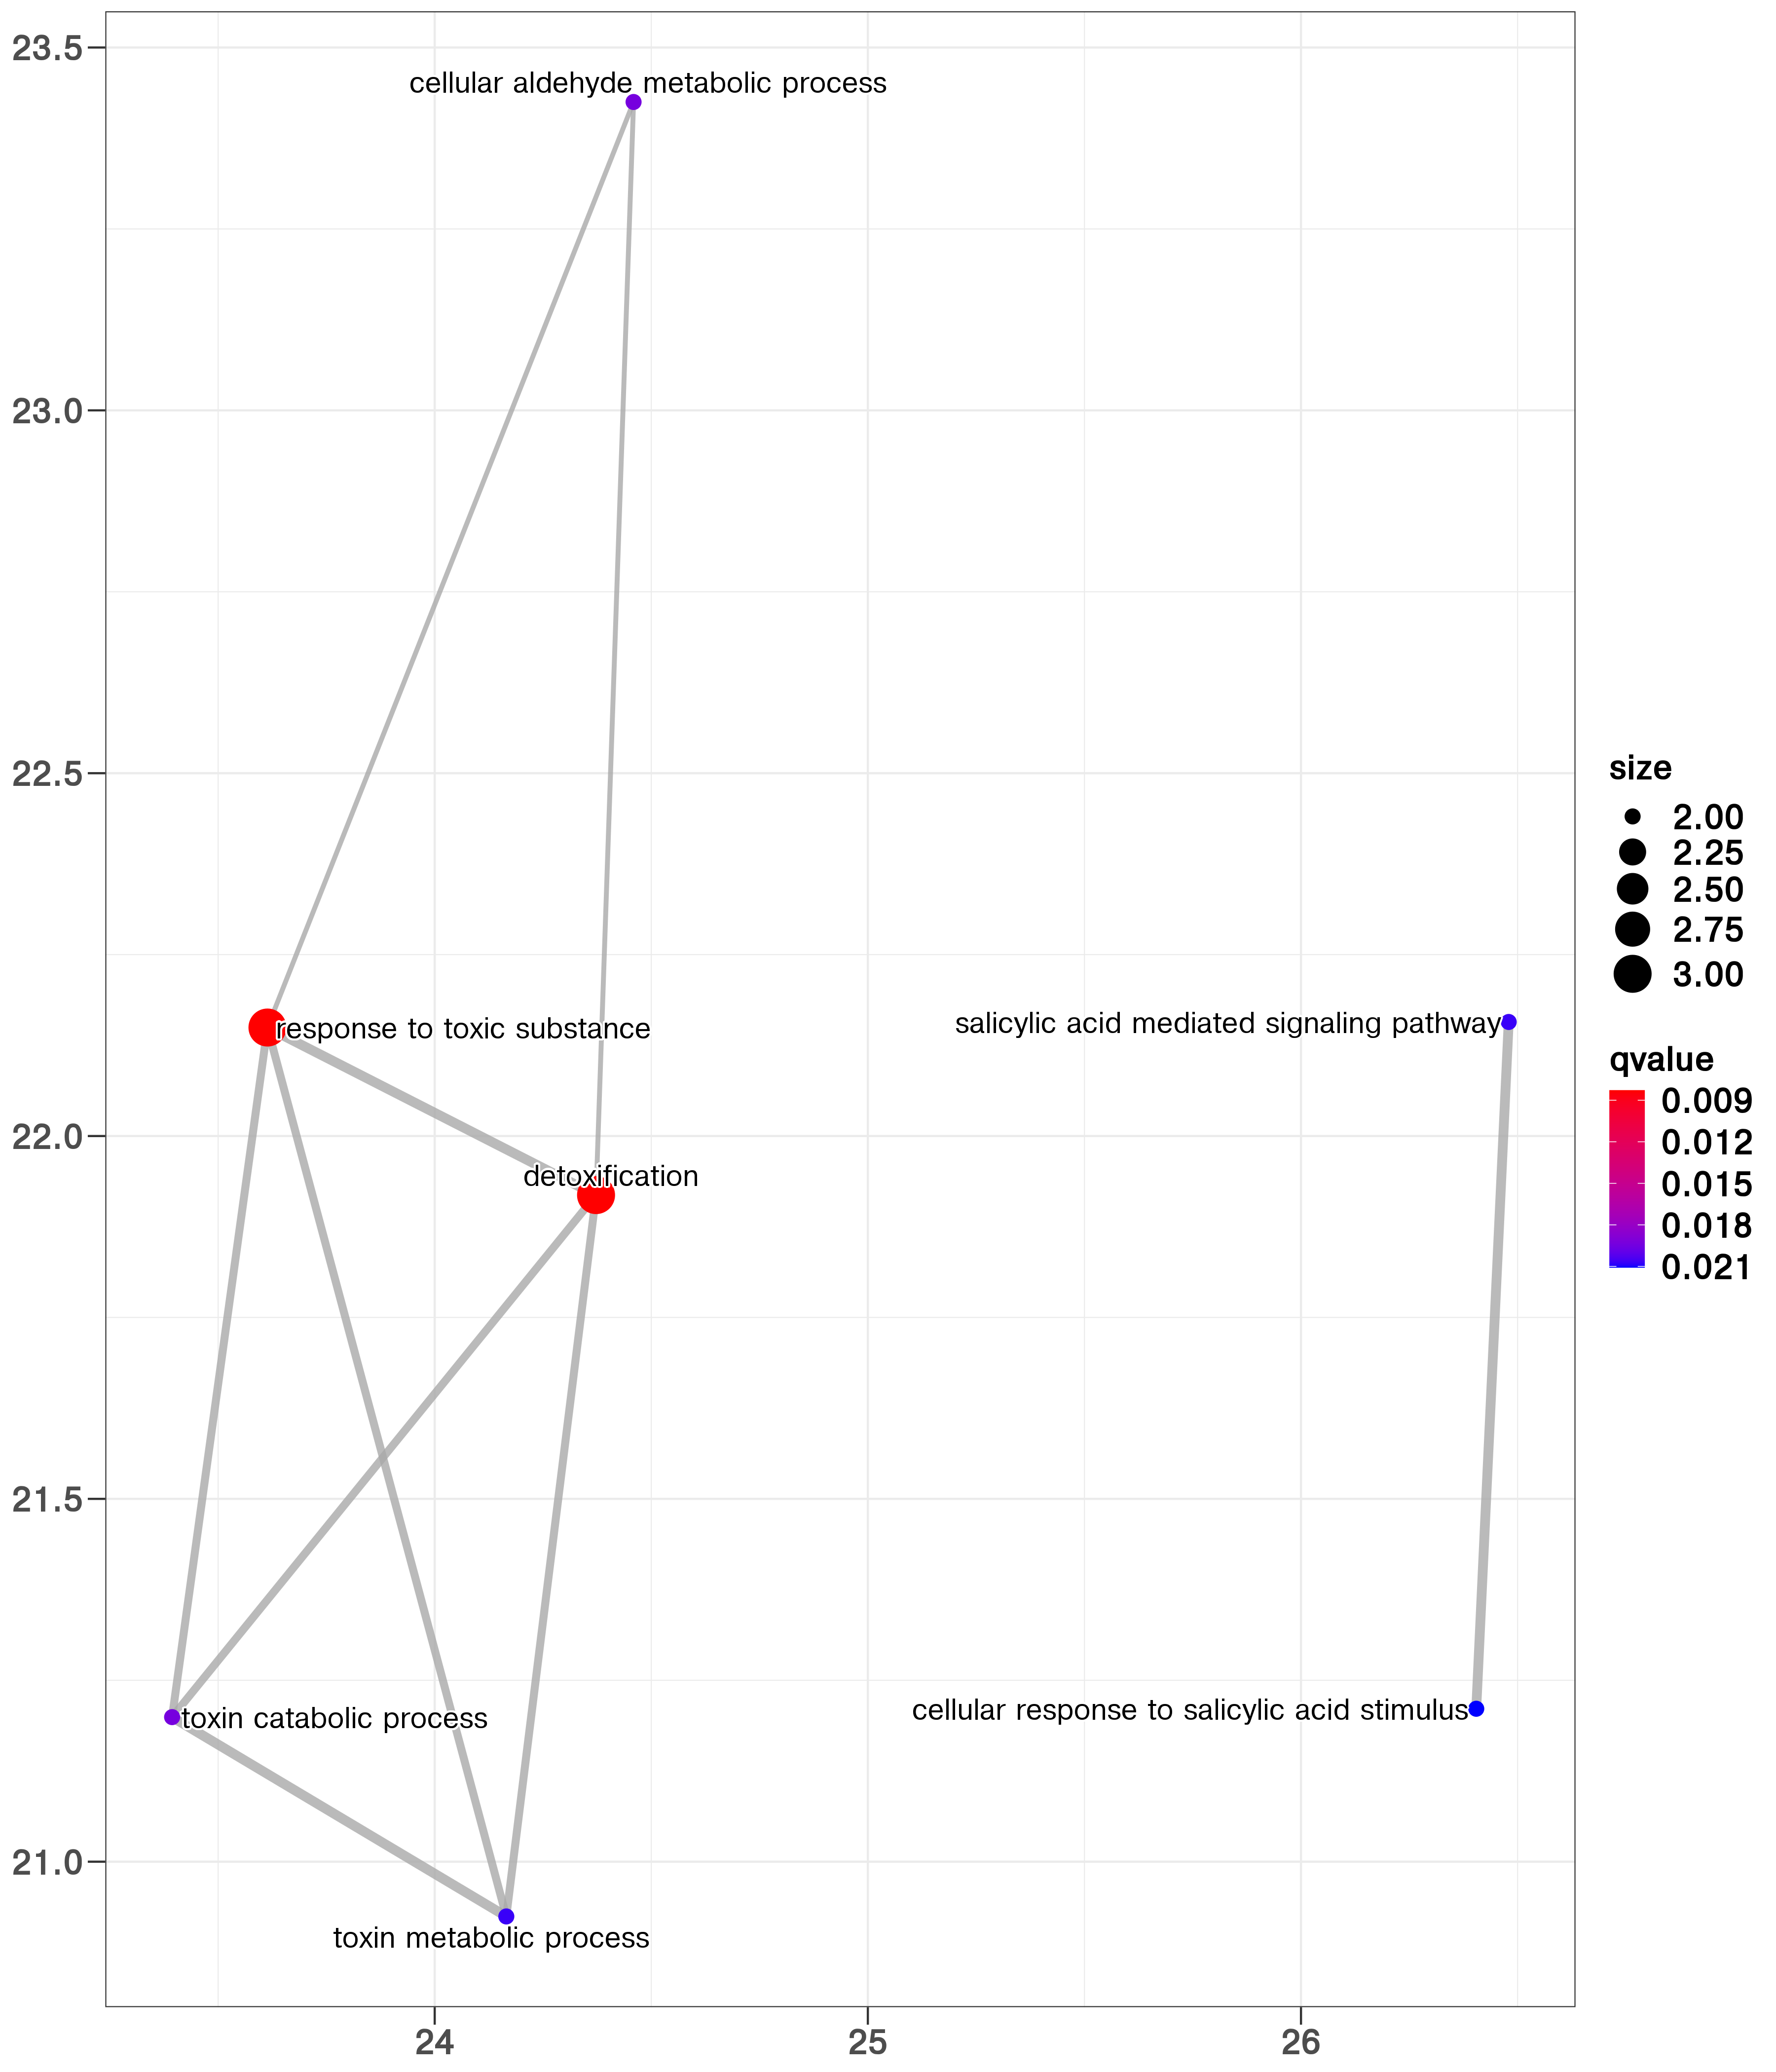 23.5
cellular aldehyde metabolic process
23.0
22.5
response to toxic substance
salicylic acid mediated signaling pathway
22.0
detoxification
21.5
toxin catabolic process
cellular response to salicylic acid stimulus
21.0
toxin metabolic process
24
25
26
size
2.00
2.25
2.50
2.75
3.00
qvalue
0.009
0.012
0.015
0.018
0.021